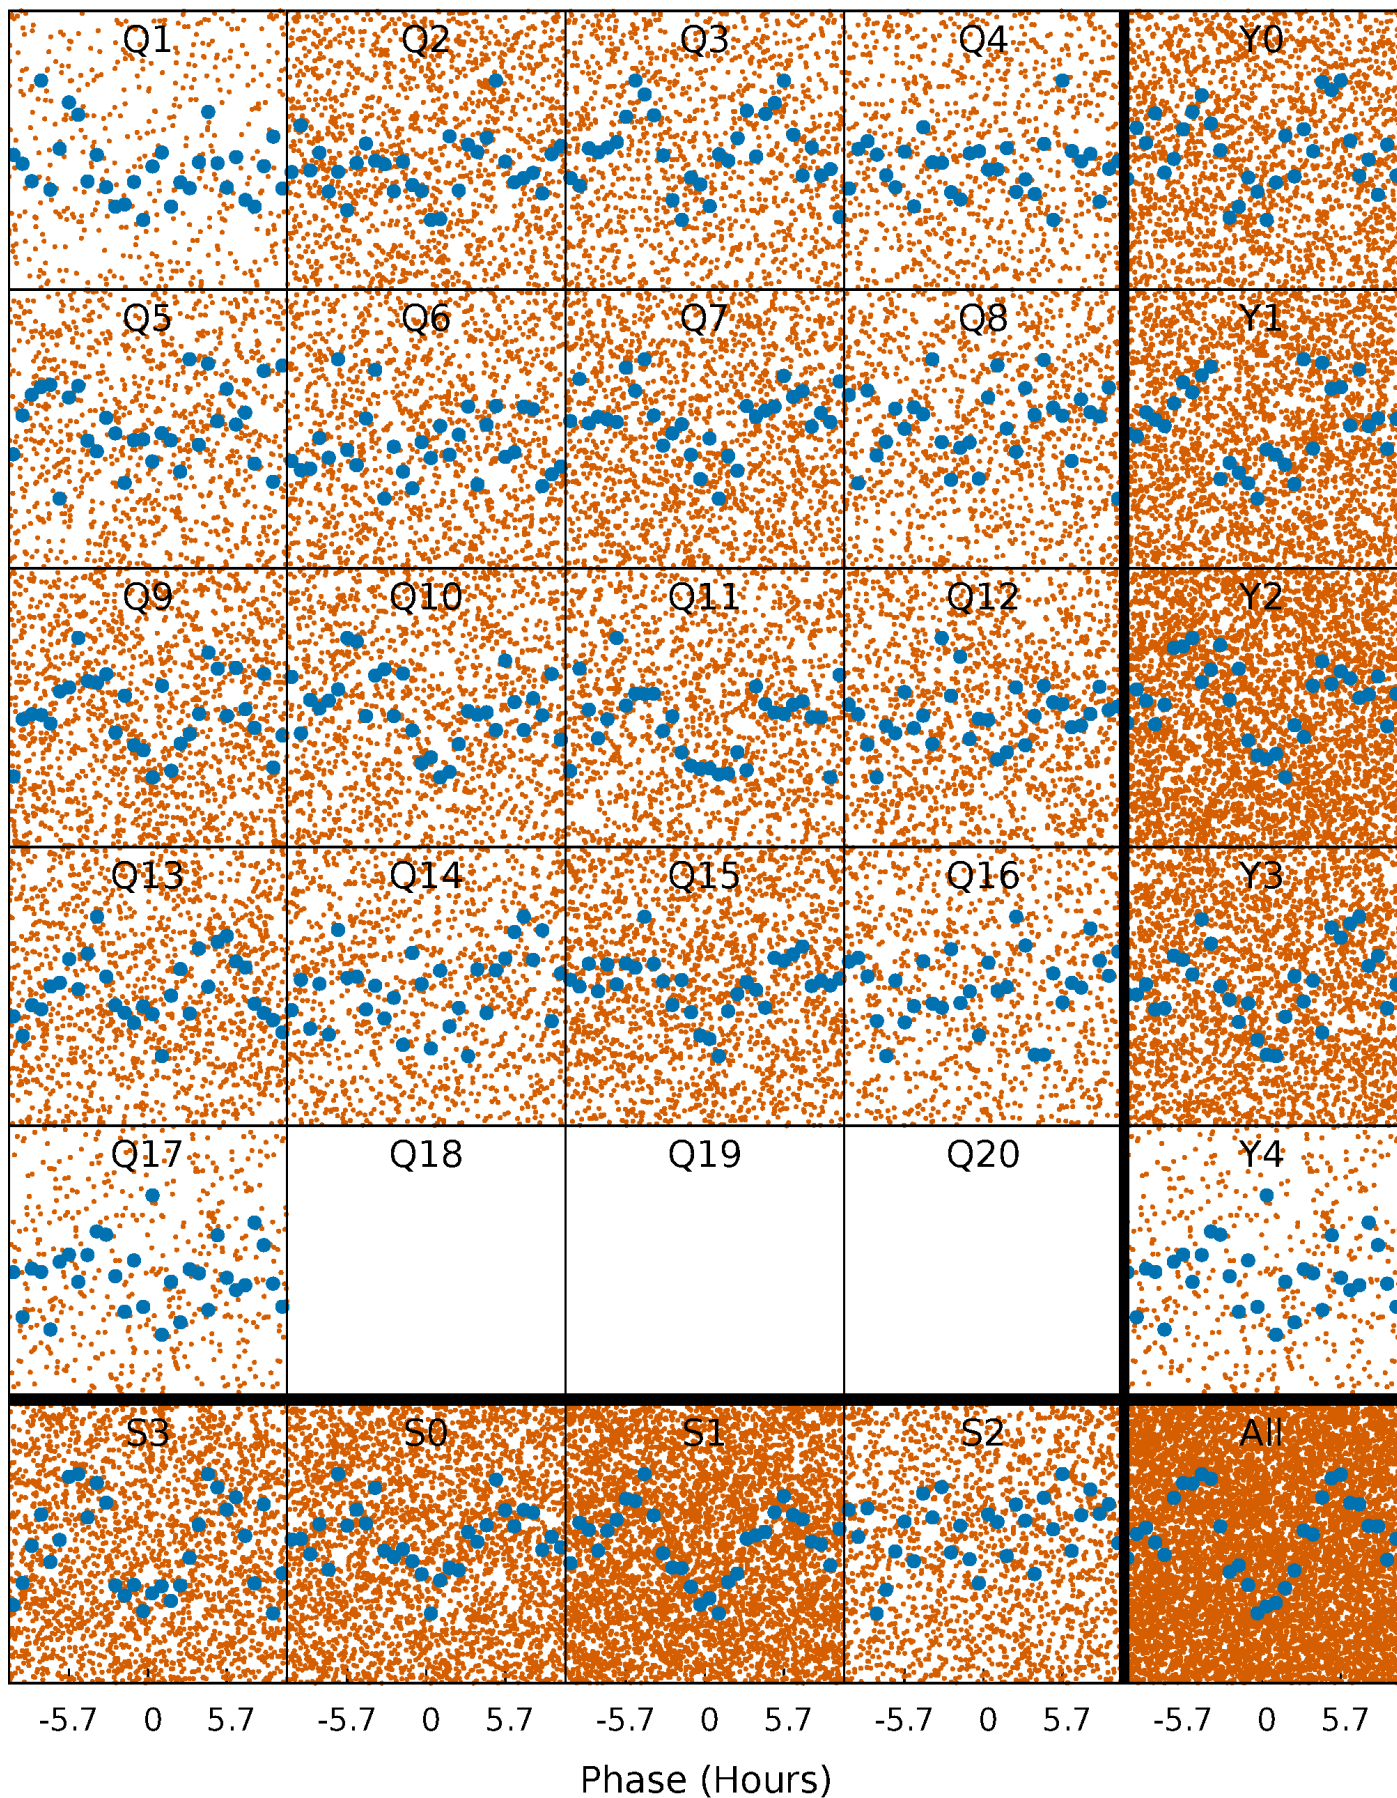 Q1 Q2 Q3 Q4 Y0
Q5 Q6 Q7 Q8 Y1
Q9 Q10 Q11 Q12 Y2
Q13 Q14 Q15 Q16 Y3
Q17 Q18 Q19 Q20 Y4
S3 S0 S1 S2 All
-5.7 0 5.7 -5.7 0 5.7 -5.7 0 5.7 -5.7 0 5.7 -5.7 0 5.7
Phase (Hours)